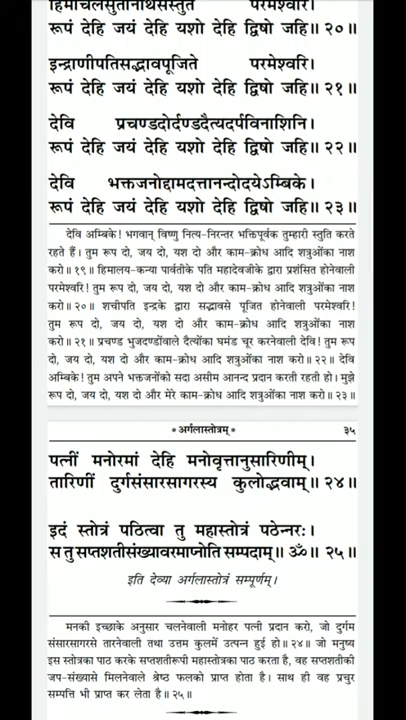 हिमाचलसुतानाथसंस्तुते परमेश्वरि।
रूपं देहि जयं देहि यशो देहि द्विषो जहि॥ २०॥
इन्द्राणीपतिसद्भावपूजिते परमेश्वरि।
रूपं देहि जयं देहि यशो देहि द्विषो जहि॥ २१॥
देवि प्रचण्डदोर्दण्डदैत्यदर्पविनाशिनि।
रूपं देहि जयं देहि यशो देहि द्विषो जहि॥ २२॥
देवि भक्तजनोद्दामदत्तानन्दोदयेऽम्बिके।
रूपं देहि जयं देहि यशो देहि द्विषो जहि॥ २३॥
देवि अम्बिके! भगवान् विष्णु नित्य-निरन्तर भक्तिपूर्वक तुम्हारी स्तुति करते
रहते हैं। तुम रूप दो, जय दो, यश दो और काम-क्रोध आदि शत्रुओंका नाश
करो॥ १९॥ हिमालय-कन्या पार्वतीके पति महादेवजीके द्वारा प्रशंसित होनेवाली
परमेश्वरि! तुम रूप दो, जय दो, यश दो और काम-क्रोध आदि शत्रुओंका नाश
करो॥ २०॥ शचीपति इन्द्रके द्वारा सद्भावसे पूजित होनेवाली परमेश्वरि!
तुम रूप दो, जय दो, यश दो और काम-क्रोध आदि शत्रुओंका नाश
करो॥ २१॥ प्रचण्ड भुजदण्डोंवाले दैत्योंका घमंड चूर करनेवाली देवि! तुम रूप
दो, जय दो, यश दो और काम-क्रोध आदि शत्रुओंका नाश करो॥ २२॥ देवि
अम्बिके! तुम अपने भक्तजनोंको सदा असीम आनन्द प्रदान करती रहती हो। मुझे
रूप दो, जय दो, यश दो और मेरे काम-क्रोध आदि शत्रुओंका नाश करो॥ २३॥
* अर्गलास्तोत्रम् * ३५
पत्नीं मनोरमां देहि मनोवृत्तानुसारिणीम्।
तारिणीं दुर्गसंसारसागरस्य कुलोद्भवाम्॥ २४॥
इदं स्तोत्रं पठित्वा तु महास्तोत्रं पठेन्नरः।
स तु सप्तशतीसंख्यावरमाप्नोति सम्पदाम्॥ ॐ॥ २५॥
इति देव्या अर्गलास्तोत्रं सम्पूर्णम्।
मनकी इच्छाके अनुसार चलनेवाली मनोहर पत्नी प्रदान करो, जो दुर्गम
संसारसागरसे तारनेवाली तथा उत्तम कुलमें उत्पन्न हुई हो॥ २४॥ जो मनुष्य
इस स्तोत्रका पाठ करके सप्तशतीरूपी महास्तोत्रका पाठ करता है, वह सप्तशतीकी
जप-संख्यासे मिलनेवाले श्रेष्ठ फलको प्राप्त होता है। साथ ही वह प्रचुर
सम्पत्ति भी प्राप्त कर लेता है॥ २५॥